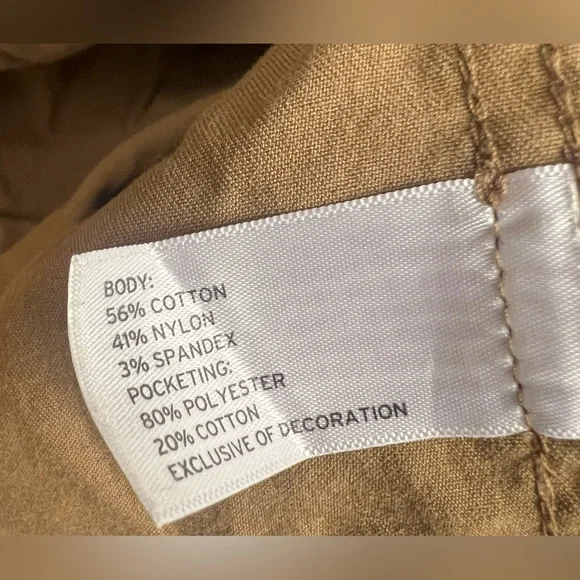 BODY:
56% COTTON
41% NYLON
3% SPANDEX
POCKETING:
80% POLYESTER
20% COTTON
EXCLUSIVE OF DECORATION